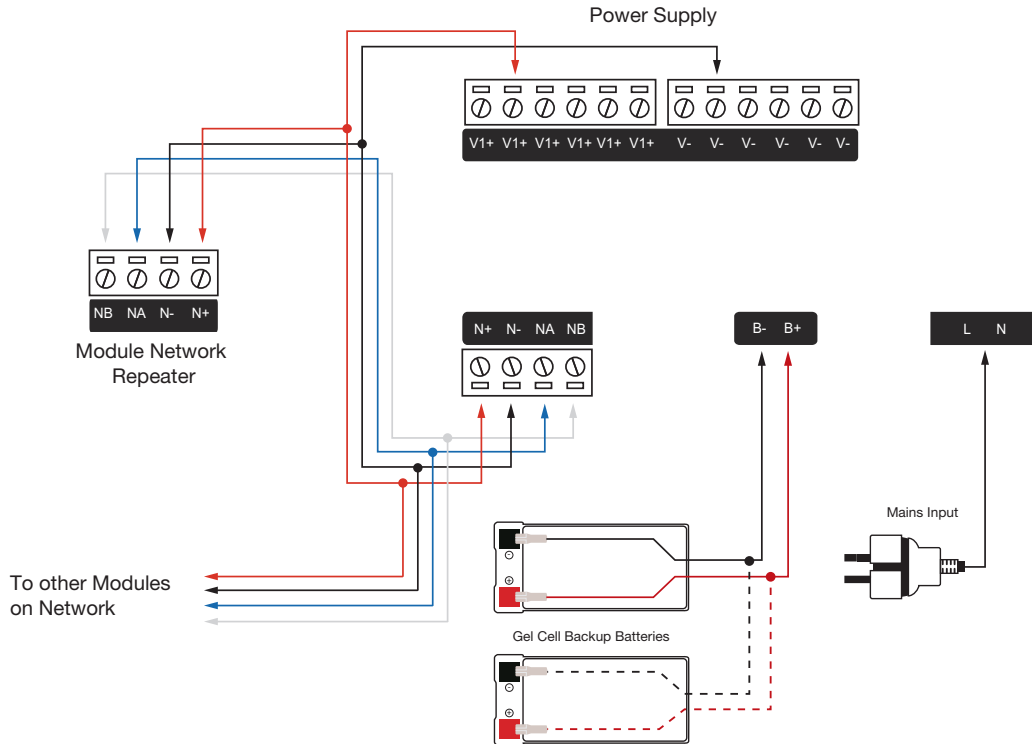 Power Supply
V1+ V1+ V1+ V1+ V1+ V1+ V- V- V- V- V- V-
NB NA N- N+
Module Network
Repeater
N+ N- NA NB
B- B+
L N
Mains Input
To other Modules
on Network
- 
+
Gel Cell Backup Batteries
-
+